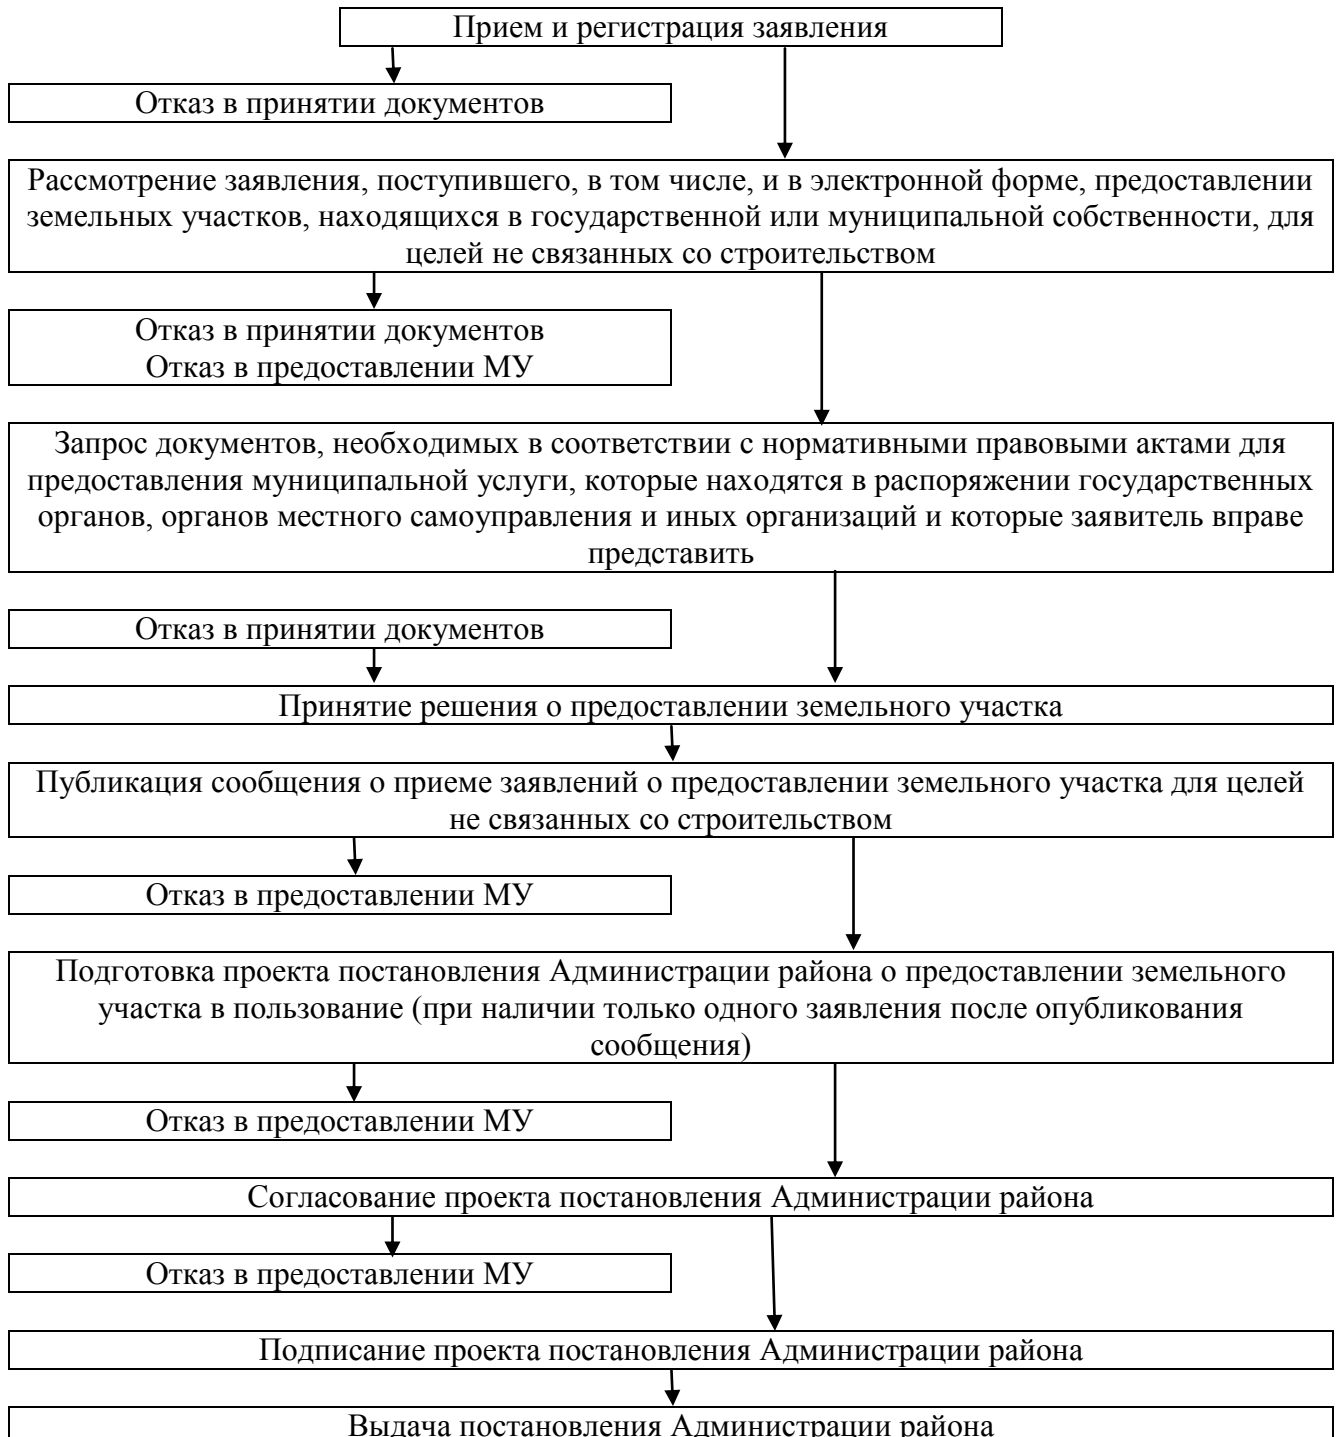 Прием и регистрация заявления
Отказ в принятии документов
Рассмотрение заявления, поступившего, в том числе, и в электронной форме, предоставлении
земельных участков, находящихся в государственной или муниципальной собственности, для
целей не связанных со строительством
Отказ в принятии документов
Отказ в предоставлении МУ
Запрос документов, необходимых в соответствии с нормативными правовыми актами для
предоставления муниципальной услуги, которые находятся в распоряжении государственных
органов, органов местного самоуправления и иных организаций и которые заявитель вправе
представить
Отказ в принятии документов
Принятие решения о предоставлении земельного участка
Публикация сообщения о приеме заявлений о предоставлении земельного участка для целей
не связанных со строительством
Отказ в предоставлении МУ
Подготовка проекта постановления Администрации района о предоставлении земельного
участка в пользование (при наличии только одного заявления после опубликования
сообщения)
Отказ в предоставлении МУ
Согласование проекта постановления Администрации района
Отказ в предоставлении МУ
Подписание проекта постановления Администрации района
Выдача постановления Администрации района